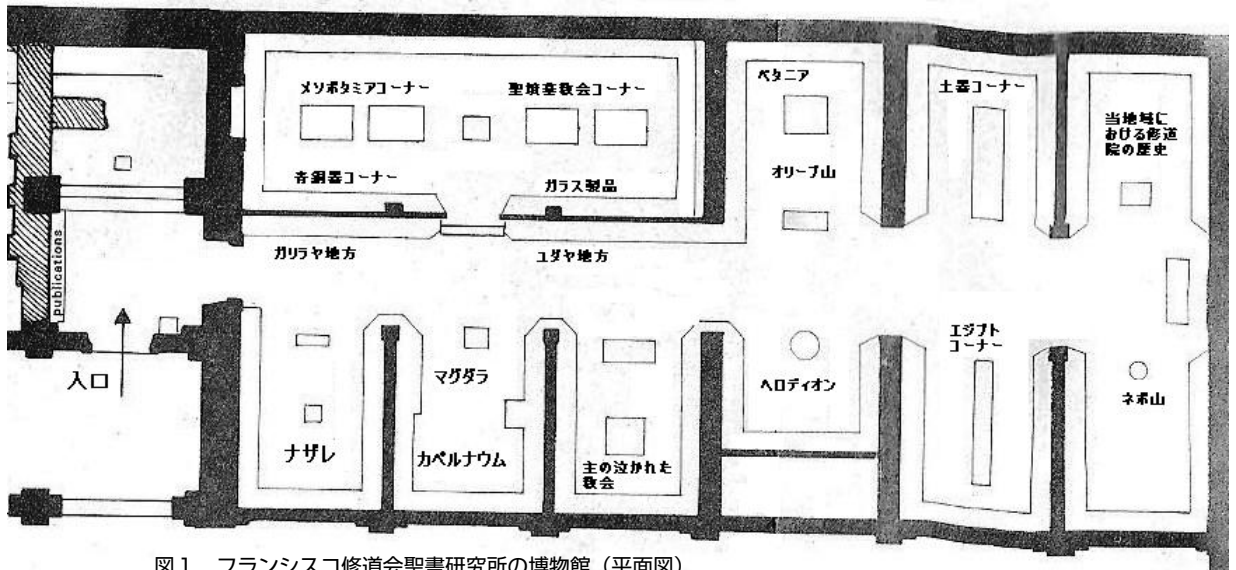 メソポタミアコーナー
聖墳墓教会コーナー
ベタニア
土器コーナー
当地域に
おける修道
院の歴史
青銅器コーナー
ガラス製品
オリーブ山
publications
ガリラヤ地方
ユダヤ地方
入口
マグダラ
エジプト
コーナー
ヘロディオン
ネボ山
ナザレ
カペルナウム
主の泣かれた
教会
図1 フランシスコ修道会聖書研究所の博物館（平面図）